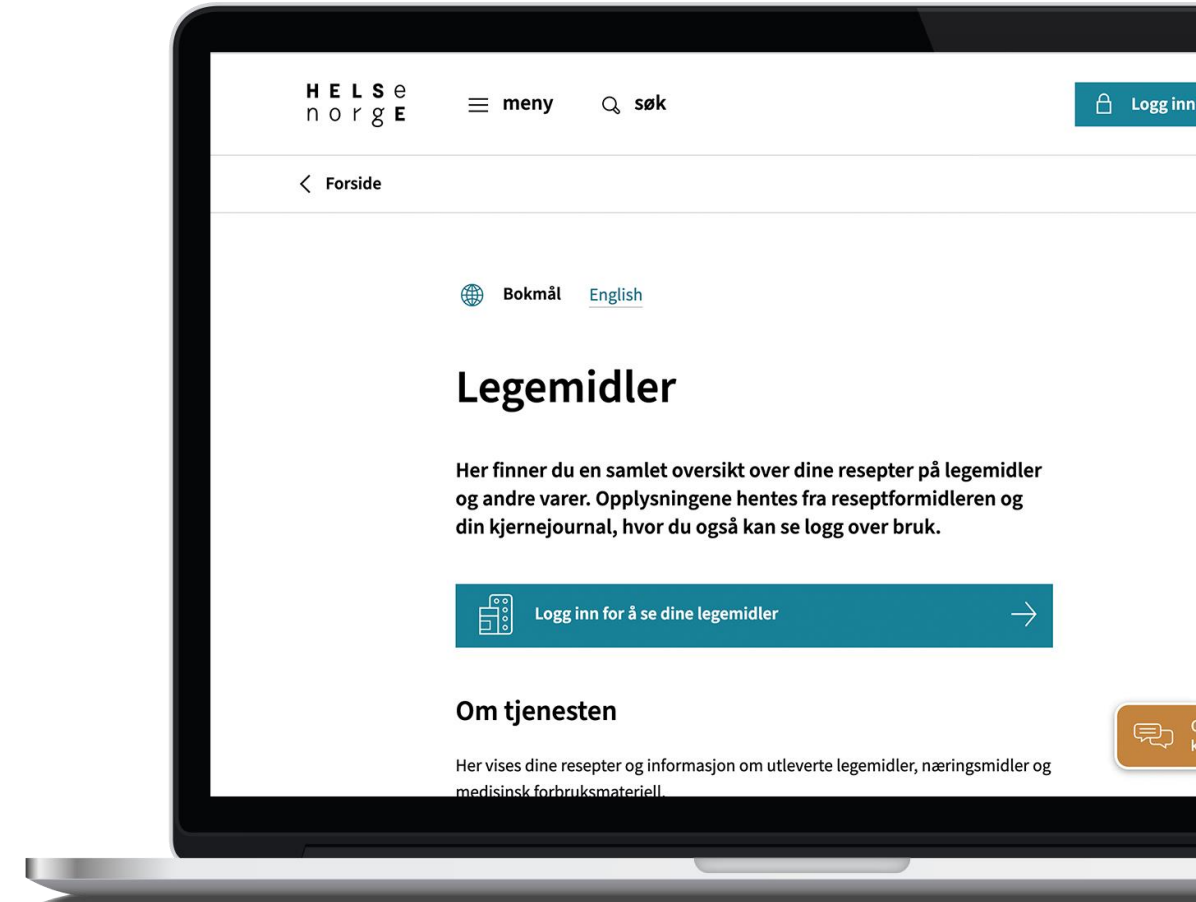 HELSe
norgE
meny
søk
Logg inn
Forside
Bokmål English
Legemidler
Her finner du en samlet oversikt over dine resepter på legemidler
og andre varer. Opplysningene hentes fra reseptformidleren og
din kjernejournal, hvor du også kan se logg over bruk.
Logg inn for å se dine legemidler
Om tjenesten
Her vises dine resepter og informasjon om utleverte legemidler, næringsmidler og
medisinsk forbruksmateriell.